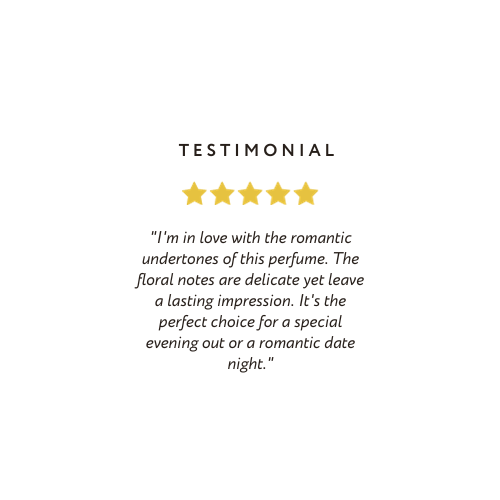 TESTIMONIAL
"I'm in love with the romantic
undertones of this perfume. The
floral notes are delicate yet leave
a lasting impression. It's the
perfect choice for a special
evening out or a romantic date
night."